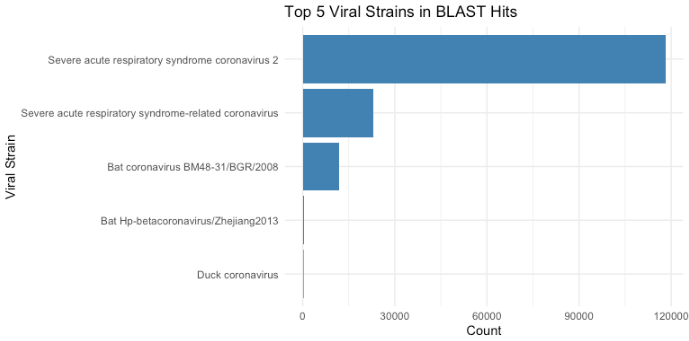 Top 5 Viral Strains in BLAST Hits
Viral Strain
Severe acute respiratory syndrome coronavirus 2
Severe acute respiratory syndrome-related coronavirus
Bat coronavirus BM48-31/BGR/2008
Bat Hp-betacoronavirus/Zhejiang2013
Duck coronavirus
0 30000 60000 90000 120000
Count